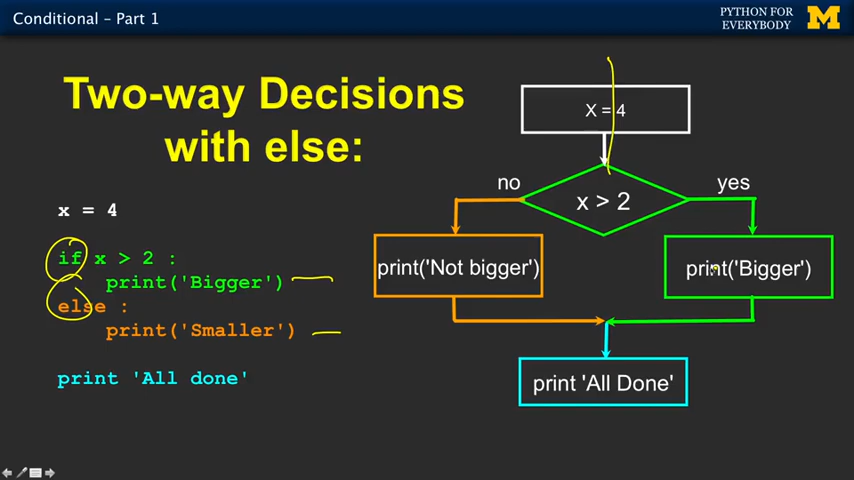 Conditional – Part 1
PYTHON FOR
EVERYBODY
M
Two-way Decisions
with else:
x = 4
if x > 2 :
print('Bigger')
else :
print('Smaller')
print 'All done'
X = 4
no
yes
x > 2
print('Not bigger')
print('Bigger')
print 'All Done'